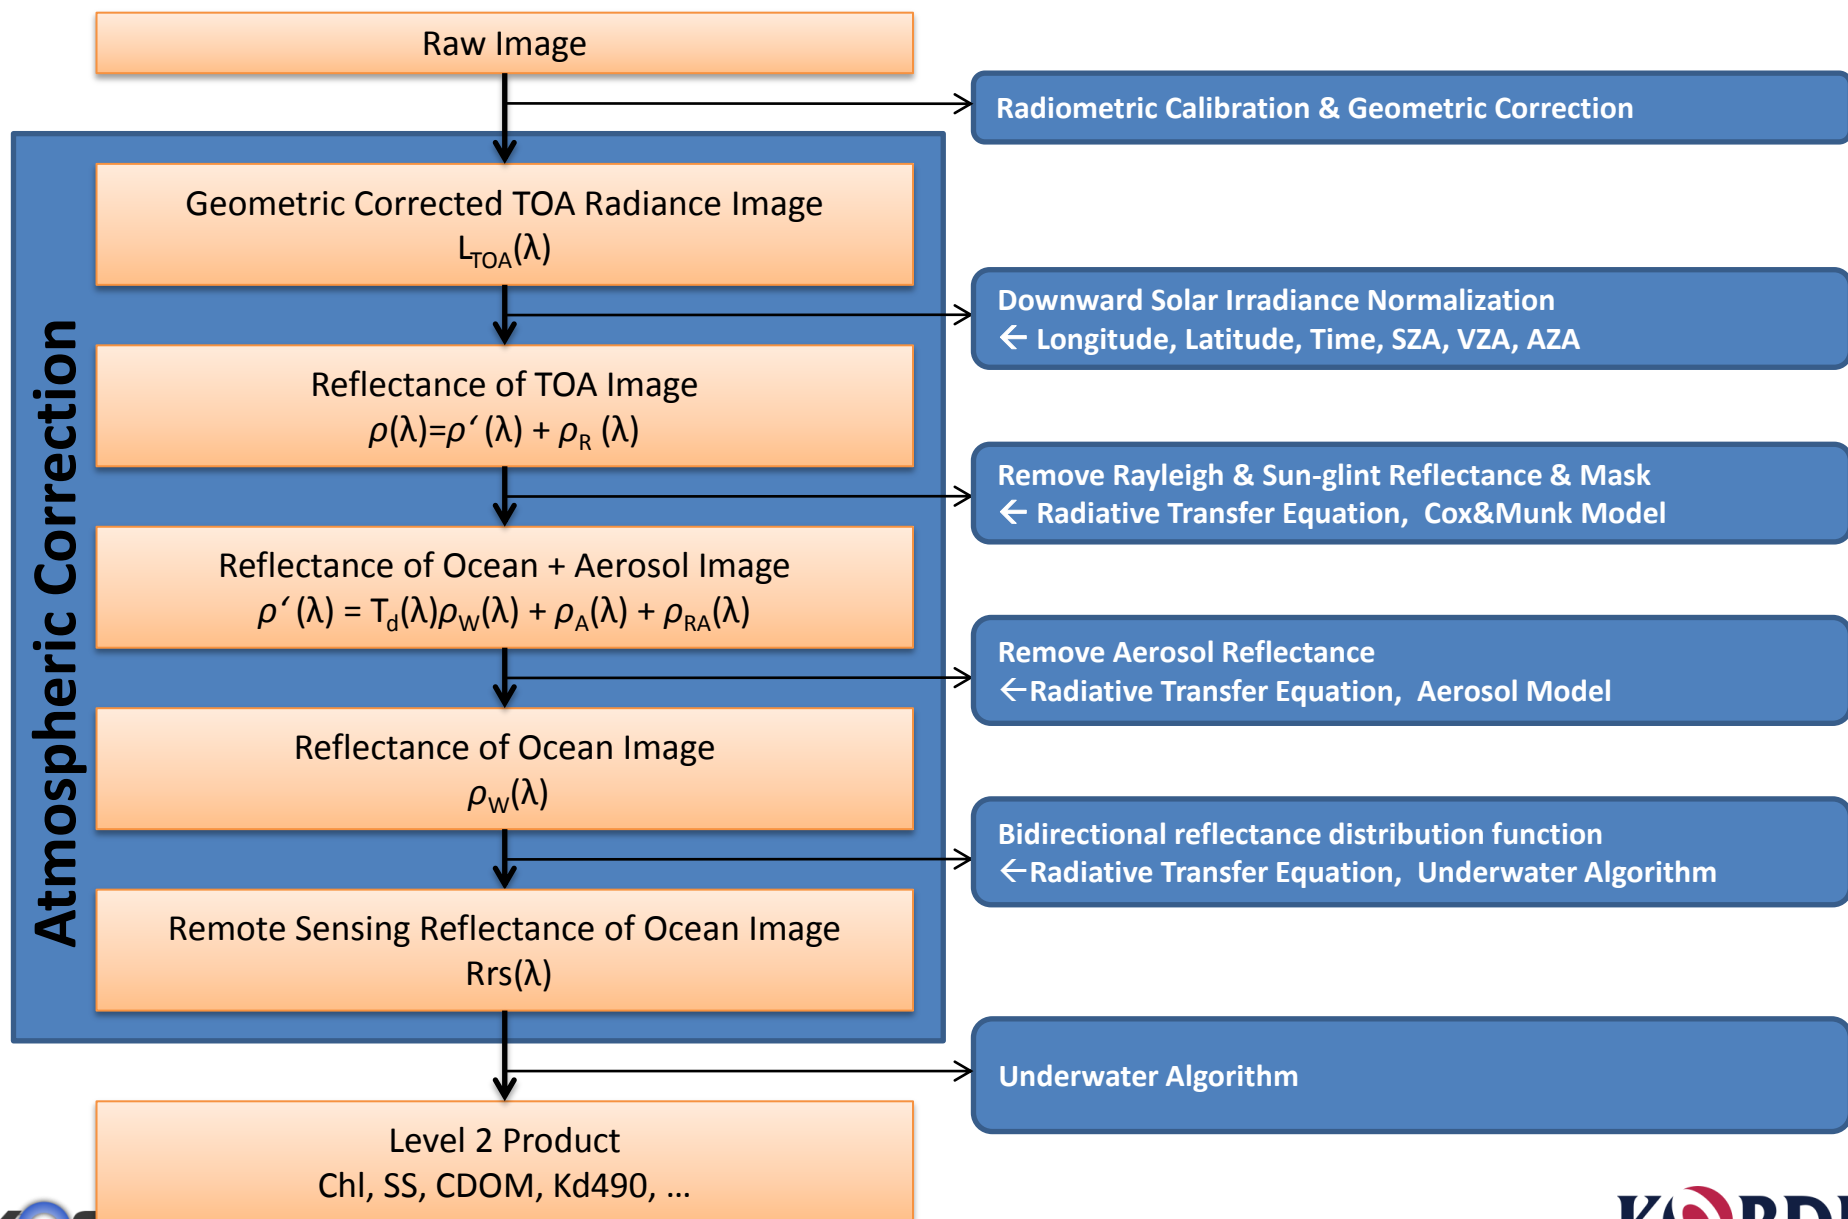 Raw Image
Radiometric Calibration & Geometric Correction
Atmospheric Correction
Geometric Corrected TOA Radiance Image
L_TOA(λ)
Downward Solar Irradiance Normalization
← Longitude, Latitude, Time, SZA, VZA, AZA
Reflectance of TOA Image
ρ(λ)=ρ‘ (λ) + ρ_R (λ)
Remove Rayleigh & Sun-glint Reflectance & Mask
← Radiative Transfer Equation, Cox&Munk Model
Reflectance of Ocean + Aerosol Image
ρ‘ (λ) = T_d(λ)ρ_W(λ) + ρ_A(λ) + ρ_RA(λ)
Remove Aerosol Reflectance
←Radiative Transfer Equation, Aerosol Model
Reflectance of Ocean Image
ρ_W(λ)
Bidirectional reflectance distribution function
←Radiative Transfer Equation, Underwater Algorithm
Remote Sensing Reflectance of Ocean Image
Rrs(λ)
Underwater Algorithm
Level 2 Product
Chl, SS, CDOM, Kd490, ...